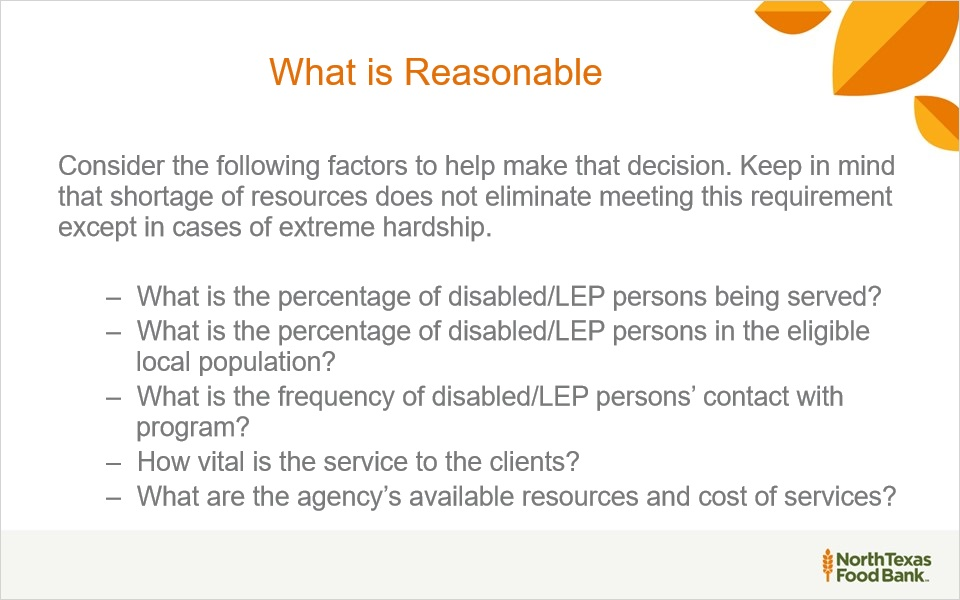 What is Reasonable
Consider the following factors to help make that decision. Keep in mind
that shortage of resources does not eliminate meeting this requirement
except in cases of extreme hardship.
– What is the percentage of disabled/LEP persons being served?
– What is the percentage of disabled/LEP persons in the eligible
local population?
– What is the frequency of disabled/LEP persons’ contact with
program?
– How vital is the service to the clients?
– What are the agency’s available resources and cost of services?
North Texas
Food Bank™